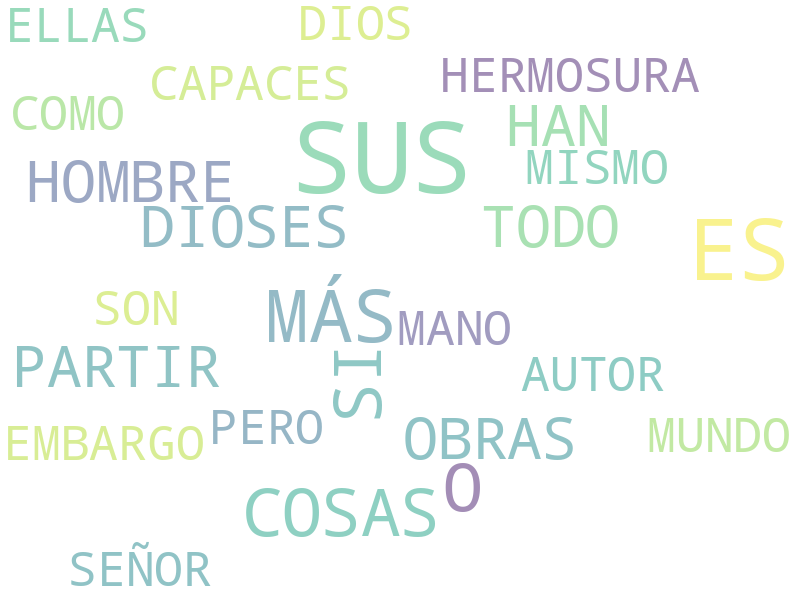 ELLAS
DIOS
CAPACES
HERMOSURA
COMO
HAN
SUS
MISMO
HOMBRE
DIOSES
TODO
ES
SON
MÁS
MANO
PARTIR
SI
AUTOR
EMBARGO
PERO
OBRAS
MUNDO
COSAS
O
SEÑOR